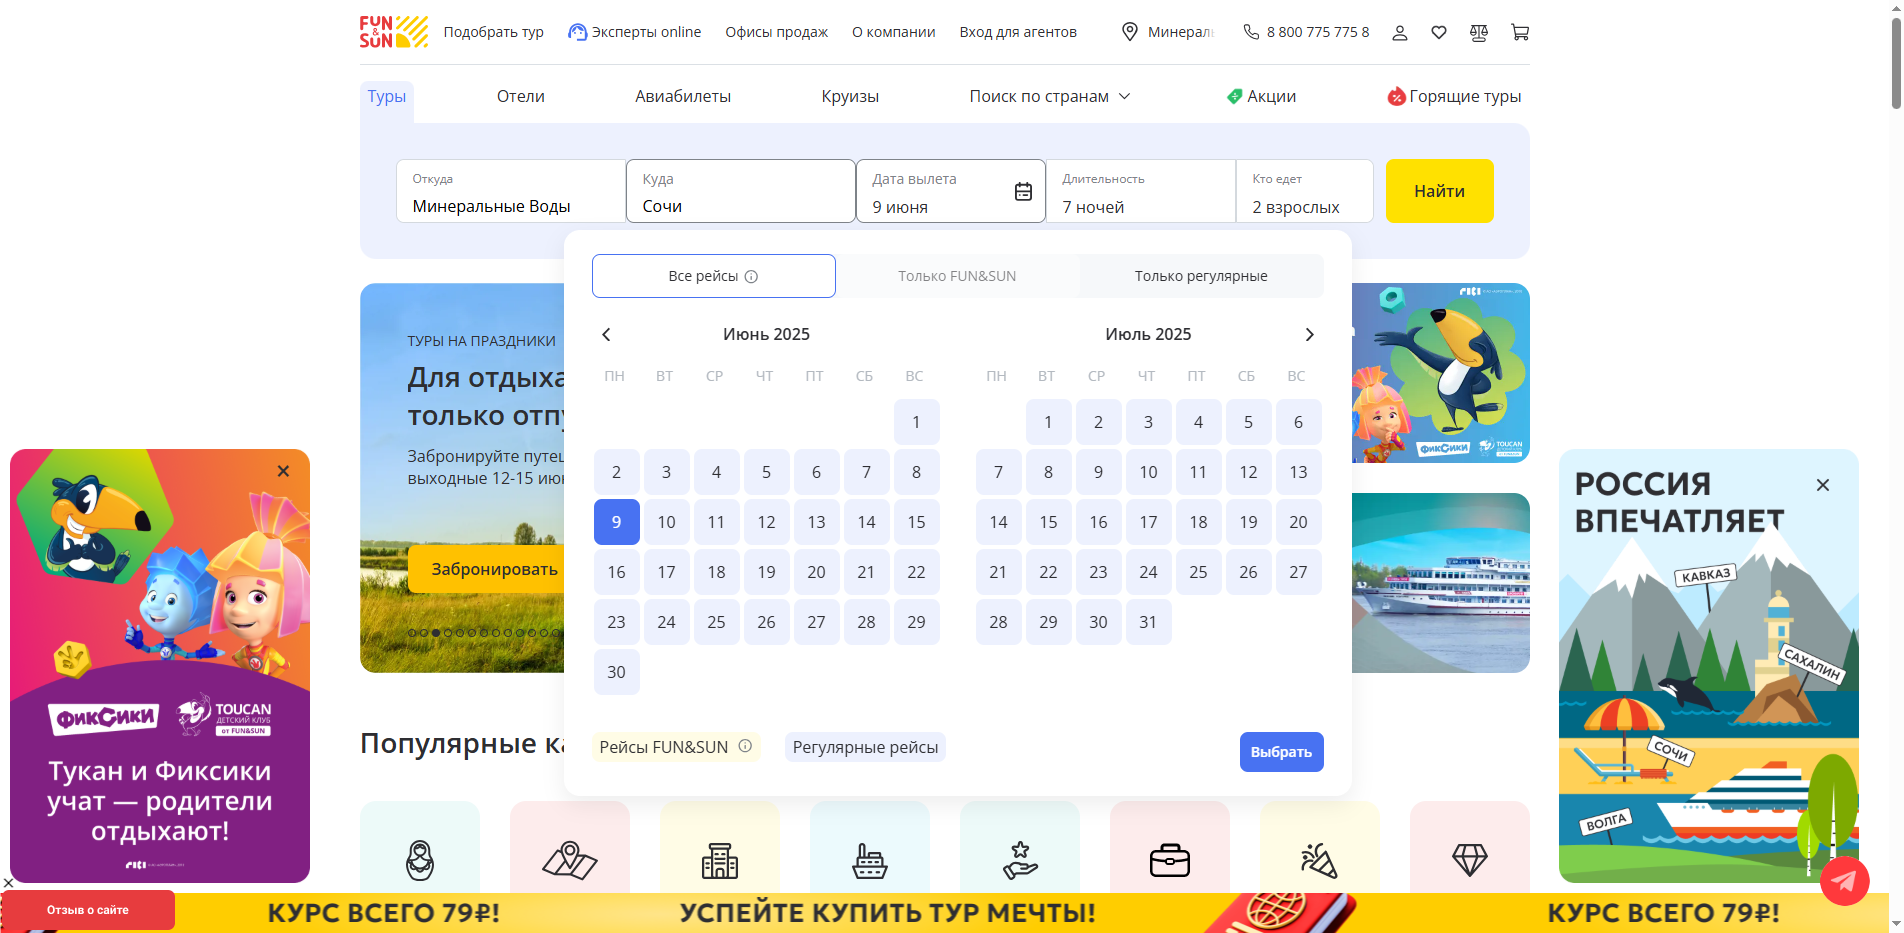 FUN&SUN
Подобрать тур
Эксперты online
Офисы продаж
О компании
Вход для агентов
Минерал
8 800 775 775 8
Туры
Отели
Авиабилеты
Круизы
Поиск по странам
Акции
Горящие туры
Откуда
Минеральные Воды
Куда
Сочи
Дата вылета
9 июня
Длительность
7 ночей
Кто едет
2 взрослых
Найти
Все рейсы
Только FUN&SUN
Только регулярные
Июнь 2025
ПН ВТ СР ЧТ ПТ СБ ВС
1
2 3 4 5 6 7 8
9 10 11 12 13 14 15
16 17 18 19 20 21 22
23 24 25 26 27 28 29
30
Июль 2025
ПН ВТ СР ЧТ ПТ СБ ВС
1 2 3 4 5 6
7 8 9 10 11 12 13
14 15 16 17 18 19 20
21 22 23 24 25 26 27
28 29 30 31
Рейсы FUN&SUN
Регулярные рейсы
Выбрать
ТУРЫ НА ПРАЗДНИКИ
Для отдыха
только отпу
Забронируйте путеш
выходные 12-15 июн
Забронировать
ФИКСИКИ
TOUCAN
Популярные ка
ФИКСИКИ
TOUCAN
ДЕТСКИЙ КЛУБ
ОТ FUN&SUN
Тукан и Фиксики
учат — родители
отдыхают!
РОССИЯ
ВПЕЧАТЛЯЕТ
КАВКАЗ
САХАЛИН
СОЧИ
ВОЛГА
Отзыв о сайте
КУРС ВСЕГО 79₽!
УСПЕЙТЕ КУПИТЬ ТУР МЕЧТЫ!
КУРС ВСЕГО 79₽!